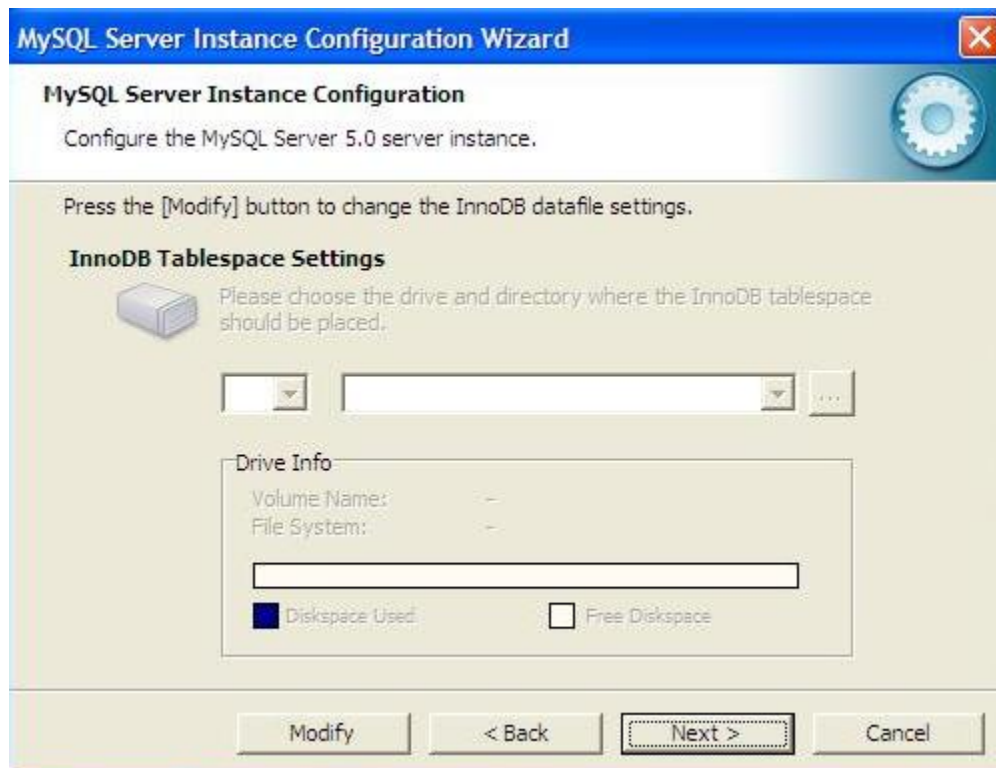 MySQL Server Instance Configuration Wizard
MySQL Server Instance Configuration
Configure the MySQL Server 5.0 server instance.
Press the [Modify] button to change the InnoDB datafile settings.
InnoDB Tablespace Settings
Please choose the drive and directory where the InnoDB tablespace
should be placed.
...
Drive Info
Volume Name: -
File System: -
Diskspace Used Free Diskspace
Modify < Back Next > Cancel